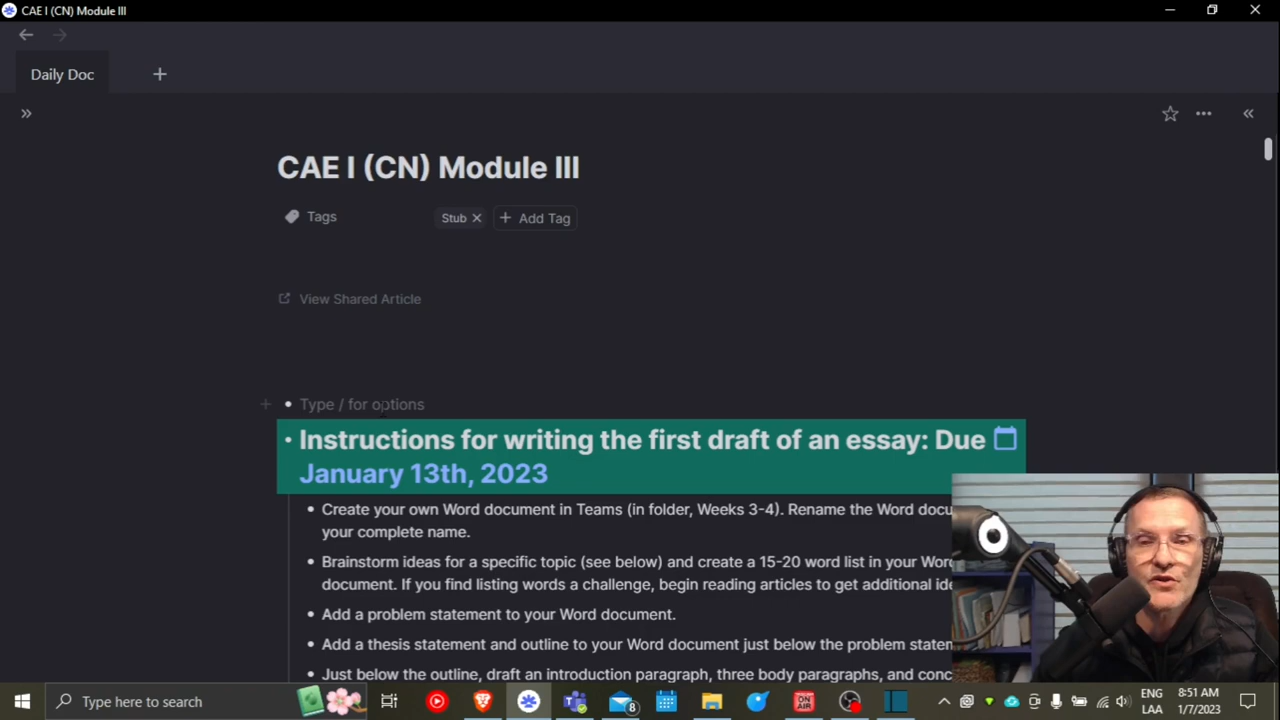 CAE I (CN) Module III
Daily Doc
CAE I (CN) Module III
Tags
Stub
Add Tag
View Shared Article
Type / for options
Instructions for writing the first draft of an essay: Due
January 13th, 2023
Create your own Word document in Teams (in folder, Weeks 3-4). Rename the Word docu
your complete name.
Brainstorm ideas for a specific topic (see below) and create a 15-20 word list in your Wor
document. If you find listing words a challenge, begin reading articles to get additional ide
Add a problem statement to your Word document.
Add a thesis statement and outline to your Word document just below the problem staten
Just below the outline, draft an introduction paragraph, three body paragraphs, and conc
Type here to search
8
ENG
LAA
8:51 AM
1/7/2023